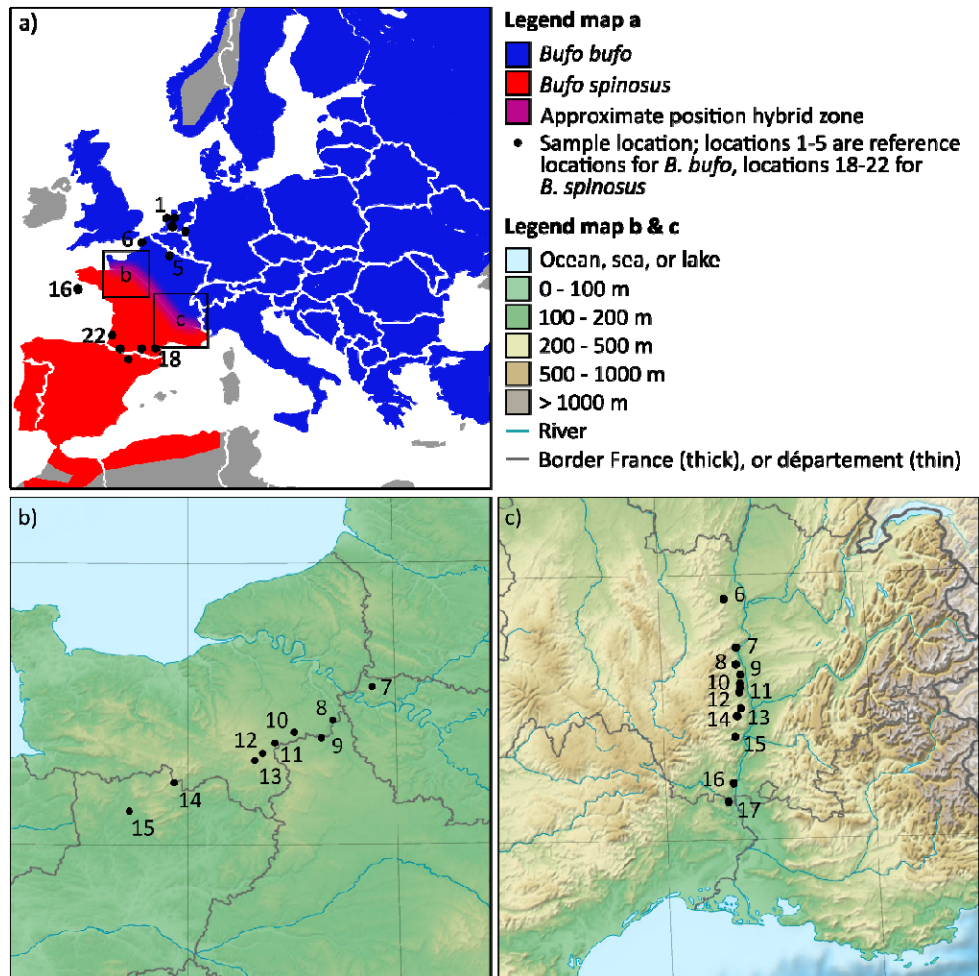 a)
1
6
5
b
16
c
22
18
Legend map a
Bufo bufo
Bufo spinosus
Approximate position hybrid zone
Sample location; locations 1-5 are reference
locations for B. bufo, locations 18-22 for
B. spinosus
Legend map b & c
Ocean, sea, or lake
0 - 100 m
100 - 200 m
200 - 500 m
500 - 1000 m
> 1000 m
River
Border France (thick), or département (thin)
b)
7
8
10
9
12
11
13
14
15
c)
6
7
8
9
10
11
12
13
14
15
16
17